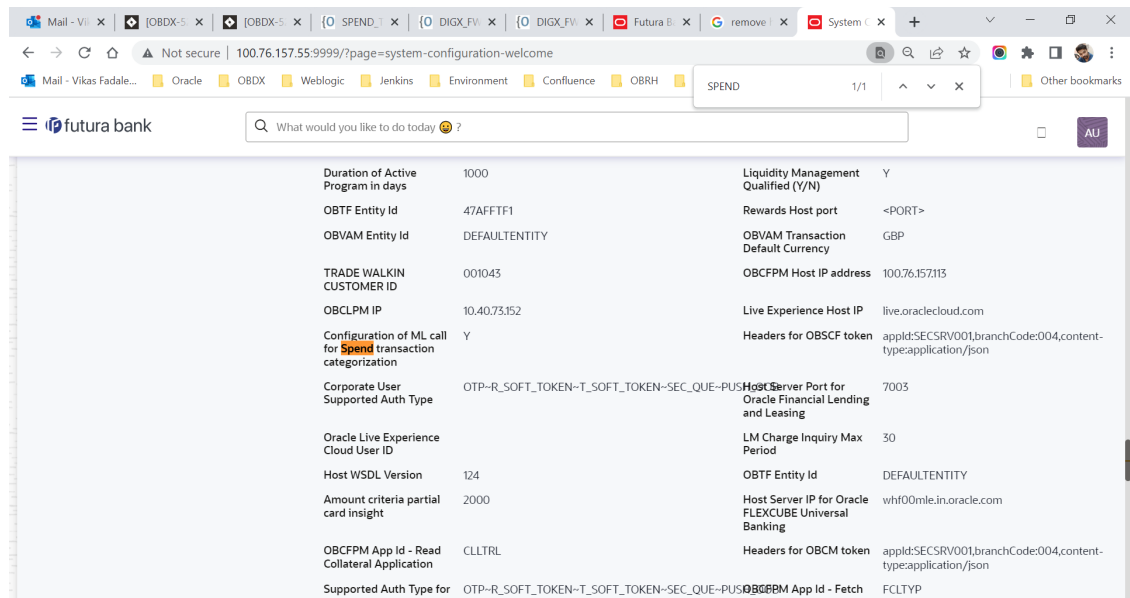 Mail - Vi
[OBDX-5.
[OBDX-5.
SPEND_T
DIGX_FW
DIGX_FW
Futura Ba
remove
System C
Not secure | 100.76.157.55:9999/?page=system-configuration-welcome
Mail - Vikas Fadale...
Oracle
OBDX
Weblogic
Jenkins
Environment
Confluence
OBRH
Other bookmarks
SPEND 1/1
futura bank
What would you like to do today 😀 ?
AU
Duration of Active
Program in days
1000
Liquidity Management
Qualified (Y/N)
Y
OBTF Entity Id 47AFFTF1
Rewards Host port <PORT>
OBVAM Entity Id DEFAULTENTITY
OBVAM Transaction
Default Currency
GBP
TRADE WALKIN
CUSTOMER ID
001043
OBCFPM Host IP address 100.76.157.113
OBCLPM IP 10.40.73.152
Live Experience Host IP live.oraclecloud.com
Configuration of ML call
for Spend transaction
categorization
Y
Headers for OBSCF token appId:SECSRV001,branchCode:004,content-
type:application/json
Corporate User
Supported Auth Type
OTP~R_SOFT_TOKEN~T_SOFT_TOKEN~SEC_QUE~PUSH_OOB
Host Server Port for
Oracle Financial Lending
and Leasing
7003
Oracle Live Experience
Cloud User ID
LM Charge Inquiry Max
Period
30
Host WSDL Version 124
OBTF Entity Id DEFAULTENTITY
Amount criteria partial
card insight
2000
Host Server IP for Oracle
FLEXCUBE Universal
Banking
whf00mle.in.oracle.com
OBCFPM App Id - Read
Collateral Application
CLLTRL
Headers for OBCM token appId:SECSRV001,branchCode:004,content-
type:application/json
Supported Auth Type for OTP~R_SOFT_TOKEN~T_SOFT_TOKEN~SEC_QUE~PUSH_OOB
OBCFPM App Id - Fetch FCLTYP